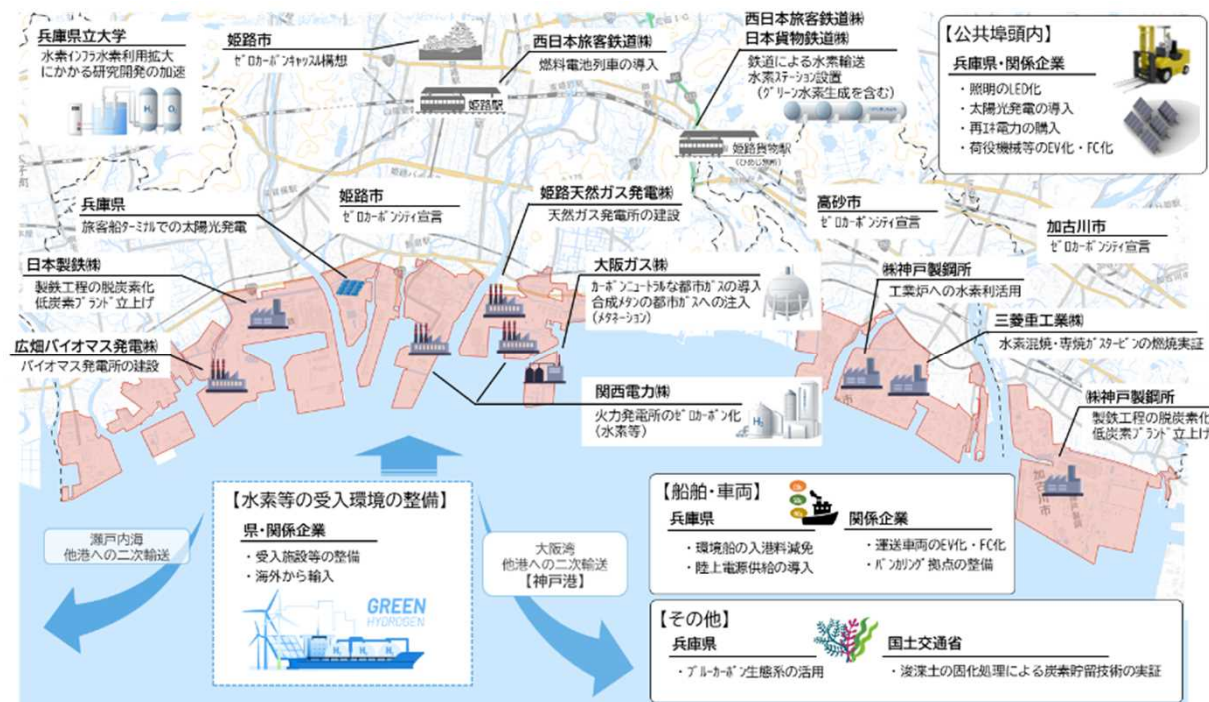 兵庫県立大学
水素インフラ水素利用拡大
にかかる研究開発の加速
姫路市
ｾﾞﾛｶｰﾎﾞﾝｷｬｯｽﾙ構想
西日本旅客鉄道㈱
燃料電池列車の導入
姫路駅
西日本旅客鉄道㈱
日本貨物鉄道㈱
鉄道による水素輸送
水素ステーション設置
(グリーン水素生成を含む)
姫路貨物駅
【公共埠頭内】
兵庫県・関係企業
・照明のLED化
・太陽光発電の導入
・再ｴﾈ電力の購入
・荷役機械等のEV化・FC化
兵庫県
旅客船ﾀｰﾐﾅﾙでの太陽光発電
姫路市
ｾﾞﾛｶｰﾎﾞﾝｼﾃｨ宣言
姫路天然ガス発電㈱
天然ガス発電所の建設
高砂市
ｾﾞﾛｶｰﾎﾞﾝｼﾃｨ宣言
加古川市
ｾﾞﾛｶｰﾎﾞﾝｼﾃｨ宣言
日本製鉄㈱
製鉄工程の脱炭素化
低炭素ﾌﾞﾗﾝﾄﾞ立上げ
大阪ガス㈱
ｶｰﾎﾞﾝﾆｭｰﾄﾗﾙな都市ガスの導入
合成ﾒﾀﾝの都市ガスへの注入
(ﾒﾀﾈｰｼｮﾝ)
㈱神戸製鋼所
工業炉への水素利活用
三菱重工業㈱
水素混焼・専焼ｶﾞｽﾀｰﾋﾞﾝの燃焼実証
広畑バイオマス発電㈱
バイオマス発電所の建設
関西電力㈱
火力発電所のｾﾞﾛｶｰﾎﾞﾝ化
(水素等)
H₂
㈱神戸製鋼所
製鉄工程の脱炭素化
低炭素ﾌﾞﾗﾝﾄﾞ立上げ
加古川市
【水素等の受入環境の整備】
県・関係企業
・受入施設等の整備
・海外から輸入
GREEN
HYDROGEN
瀬戸内海
他港への二次輸送
大阪湾
他港への二次輸送
【神戸港】
【船舶・車両】
兵庫県
・環境船の入港料減免
・陸上電源供給の導入
関係企業
・運送車両のEV化・FC化
・ﾊﾞﾝｶﾘﾝｸﾞ拠点の整備
【その他】
兵庫県
・ﾌﾞﾙｰｶｰﾎﾞﾝ生態系の活用
国土交通省
・浚渫土の固化処理による炭素貯留技術の実証